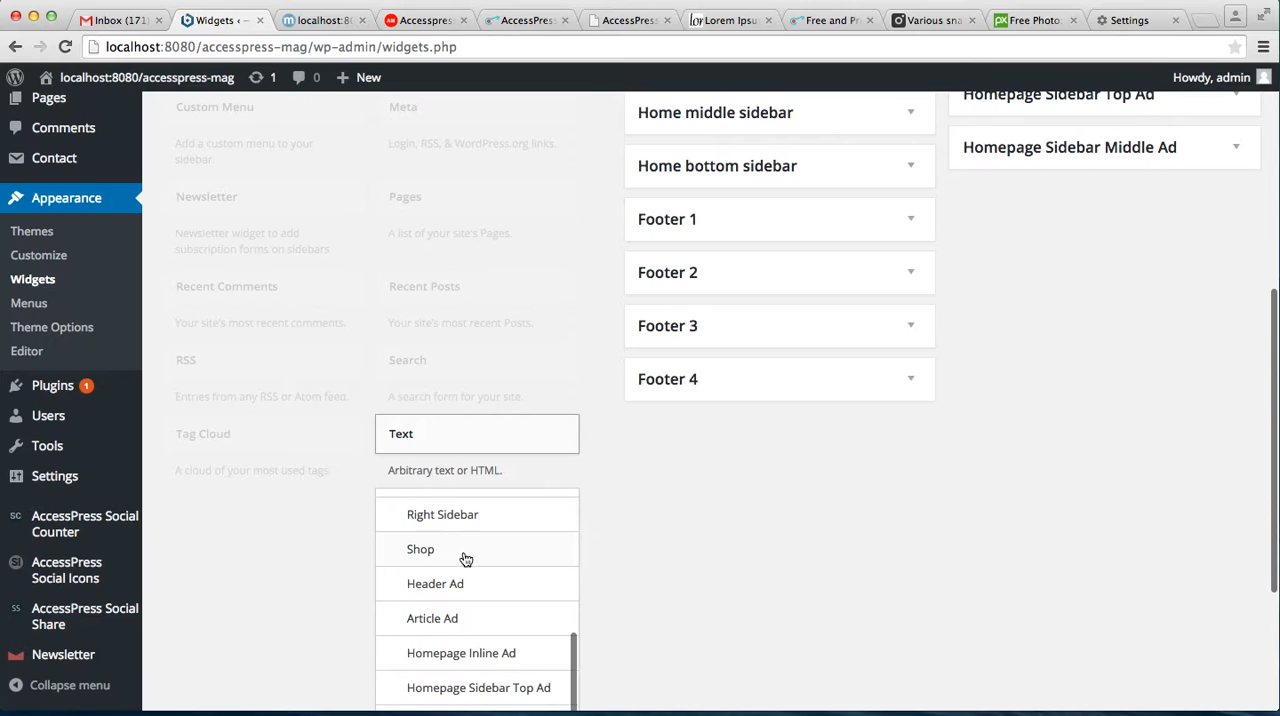 Inbox (171)
Widgets ‹
localhost:8080
Accesspress
AccessPress
AccessPress
Lorem Ipsu
Free and Pr
Various sna
Free Photo
Settings
localhost:8080/accesspress-mag/wp-admin/widgets.php
localhost:8080/accesspress-mag
1
0
New
Howdy, admin
Pages
Comments
Contact
Appearance
Themes
Customize
Widgets
Menus
Theme Options
Editor
Plugins 1
Users
Tools
Settings
SC AccessPress Social
Counter
SI AccessPress
Social Icons
SS AccessPress Social
Share
Newsletter
Collapse menu
Custom Menu
Add a custom menu to your
sidebar.
Newsletter
Newsletter widget to add
subscription forms on sidebars
Recent Comments
Your site's most recent comments.
RSS
Entries from any RSS or Atom feed.
Tag Cloud
A cloud of your most used tags.
Meta
Login, RSS, & WordPress.org links.
Pages
A list of your site's Pages.
Recent Posts
Your site's most recent Posts.
Search
A search form for your site.
Text
Arbitrary text or HTML.
Right Sidebar
Shop
Header Ad
Article Ad
Homepage Inline Ad
Homepage Sidebar Top Ad
Home middle sidebar
Home bottom sidebar
Footer 1
Footer 2
Footer 3
Footer 4
Homepage Sidebar Top Ad
Homepage Sidebar Middle Ad